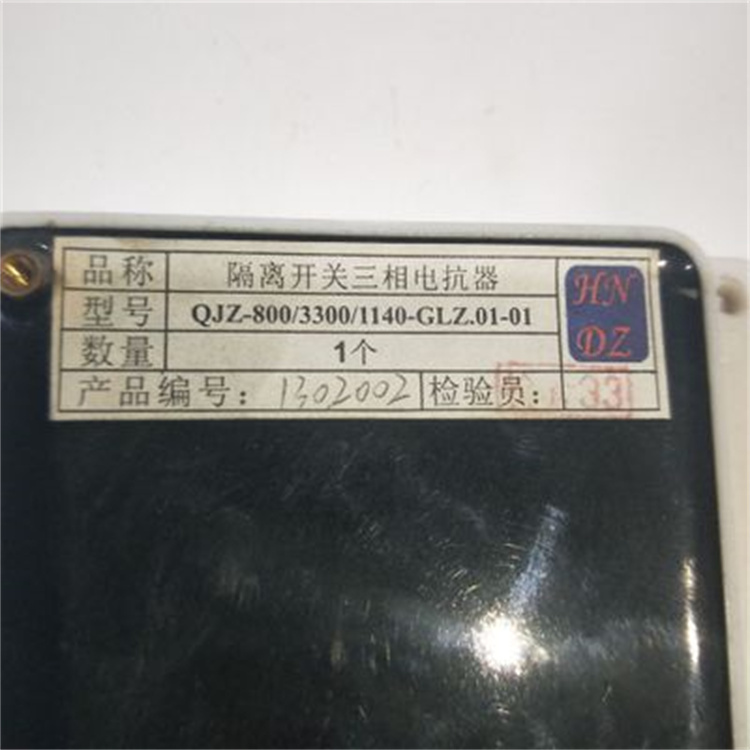 品称 隔离开关三相电抗器
型号 QJZ-800/3300/1140-GLZ.01-01
数量 1个
HN
DZ
产品编号: 1302002 检验员: 33